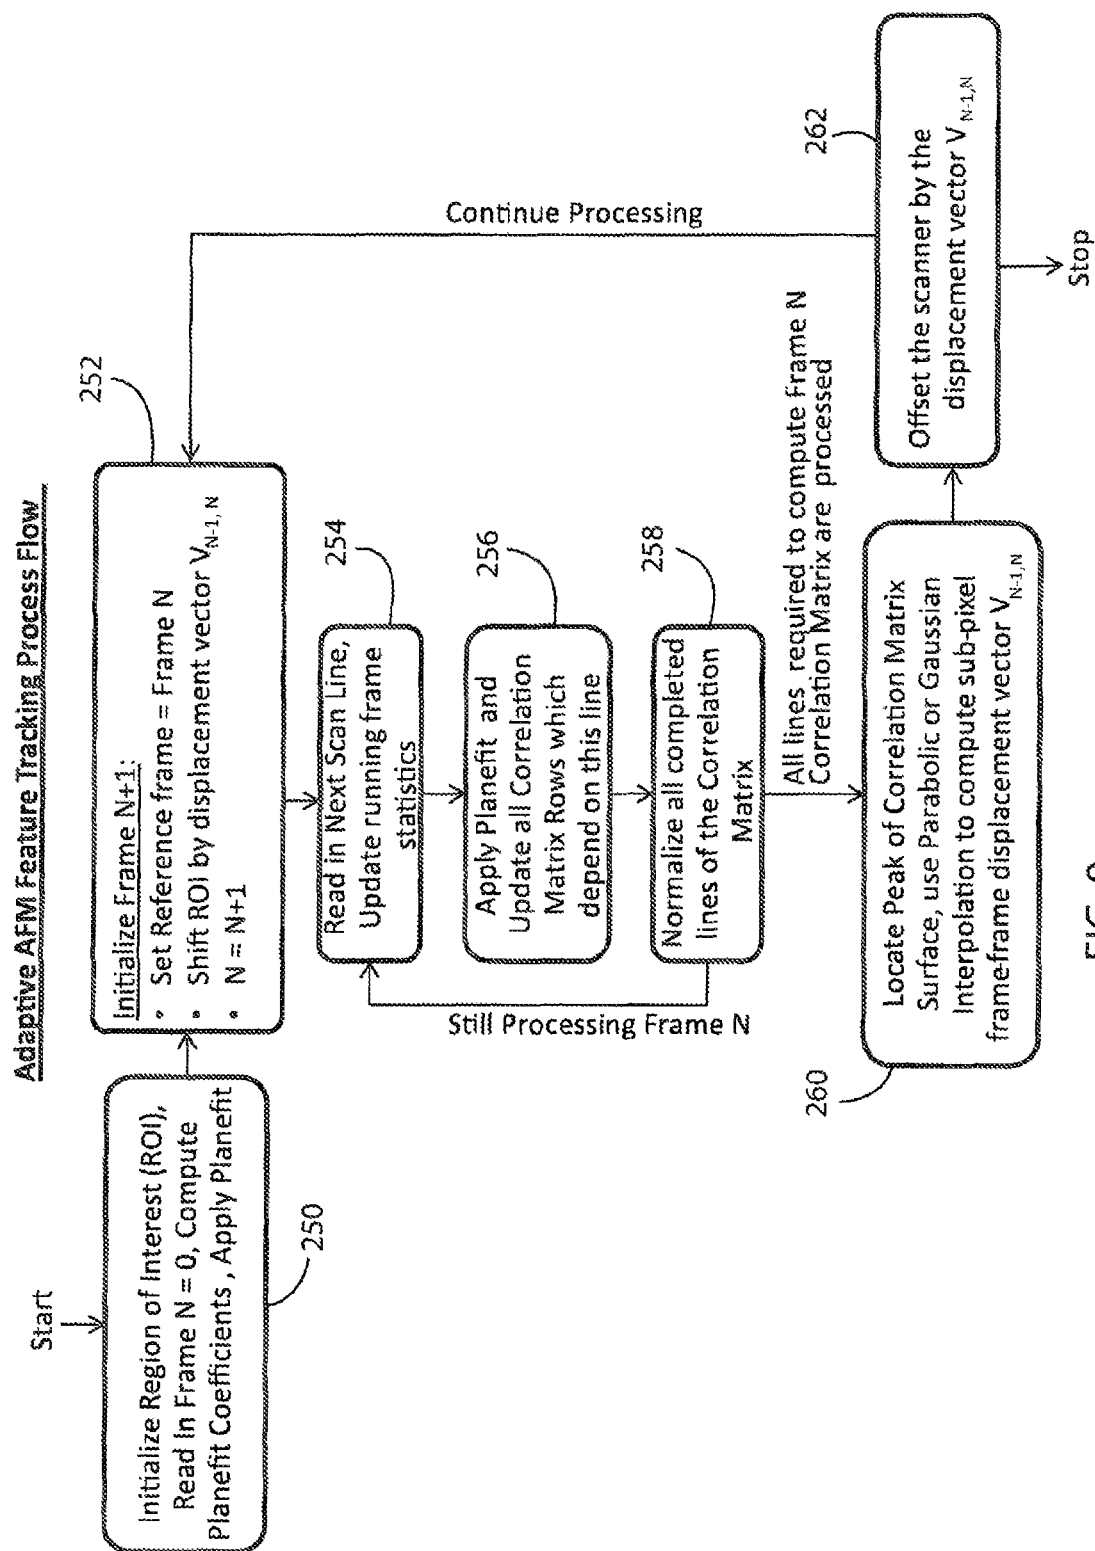 Adaptive AFM Feature Tracking Process Flow
Start
Initialize Region of Interest (ROI),
Read In Frame N = 0, Compute
Planefit Coefficients , Apply Planefit
250
Initialize Frame N+1:
• Set Reference frame = Frame N
• Shift ROI by displacement vector V N-1, N
• N = N+1
252
Read in Next Scan Line,
Update running frame
statistics
254
Apply Planefit and
Update all Correlation
Matrix Rows which
depend on this line
256
Normalize all completed
lines of the Correlation
Matrix
258
Still Processing Frame N
All lines required to compute Frame N
Correlation Matrix are processed
Locate Peak of Correlation Matrix
Surface, use Parabolic or Gaussian
Interpolation to compute sub-pixel
frame-frame displacement vector V N-1,N
260
Offset the scanner by the
displacement vector V N-1,N
262
Continue Processing
Stop